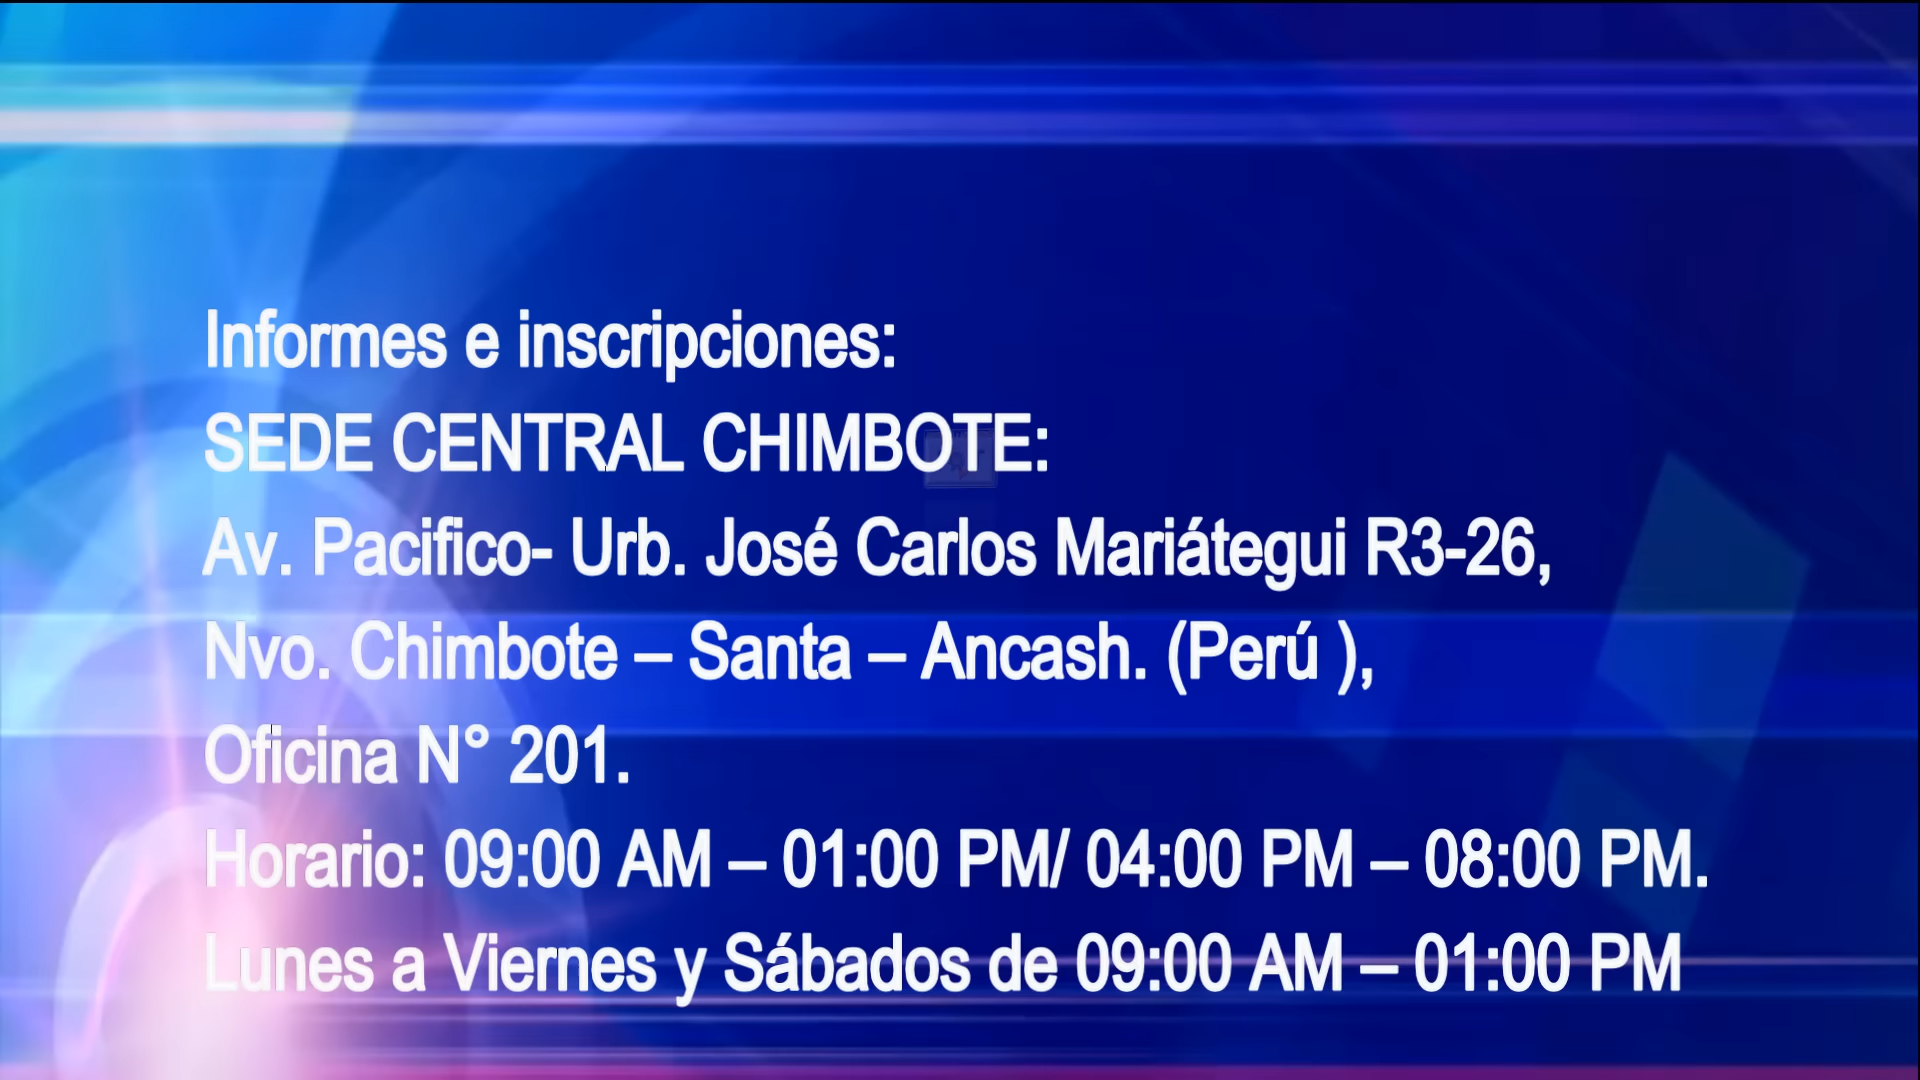 Informes e inscripciones:
SEDE CENTRAL CHIMBOTE:
Av. Pacifico- Urb. José Carlos Mariátegui R3-26,
Nvo. Chimbote – Santa – Ancash. (Perú ),
Oficina N° 201.
Horario: 09:00 AM – 01:00 PM/ 04:00 PM – 08:00 PM.
Lunes a Viernes y Sábados de 09:00 AM – 01:00 PM